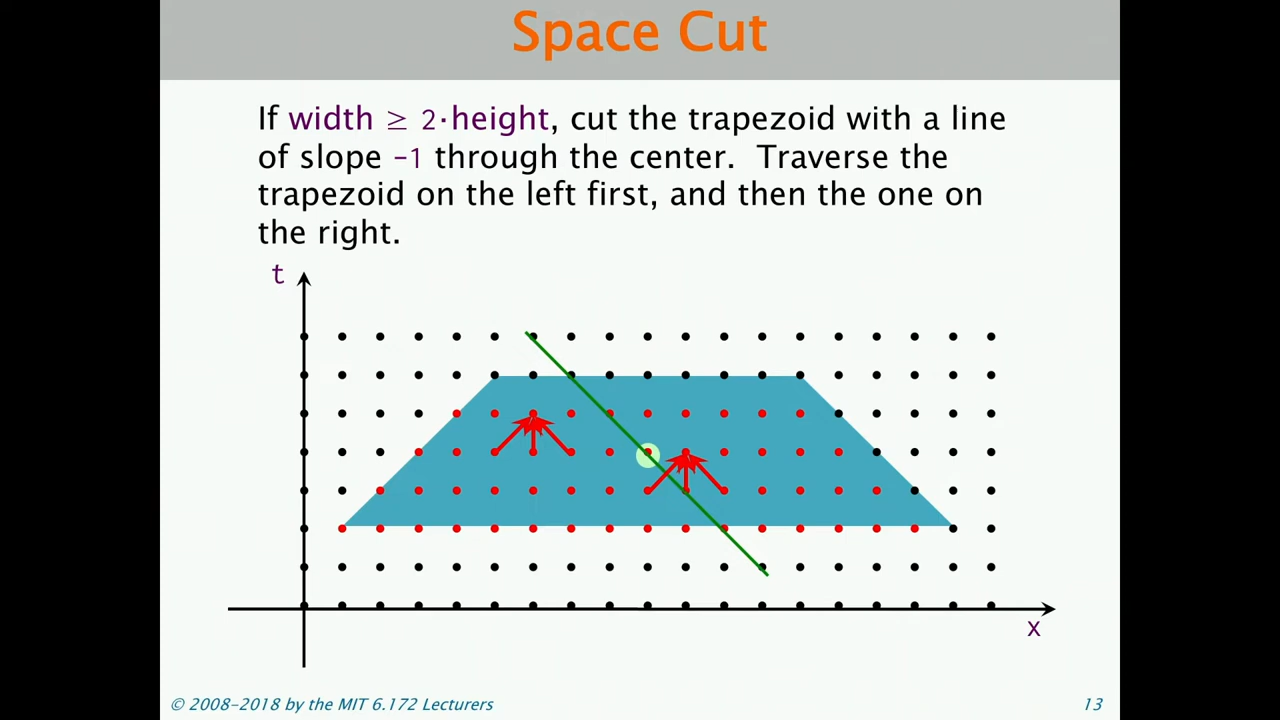 Space Cut
If width ≥ 2·height, cut the trapezoid with a line
of slope -1 through the center. Traverse the
trapezoid on the left first, and then the one on
the right.
t
x
© 2008-2018 by the MIT 6.172 Lecturers
13